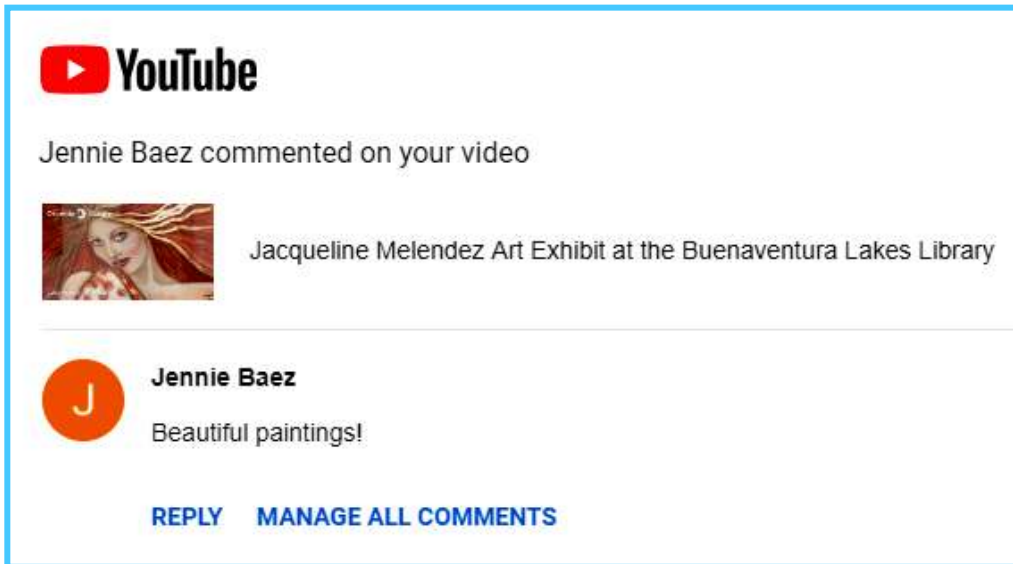 YouTube
Jennie Baez commented on your video
Jacqueline Melendez Art Exhibit at the Buenaventura Lakes Library
J
Jennie Baez
Beautiful paintings!
REPLY MANAGE ALL COMMENTS